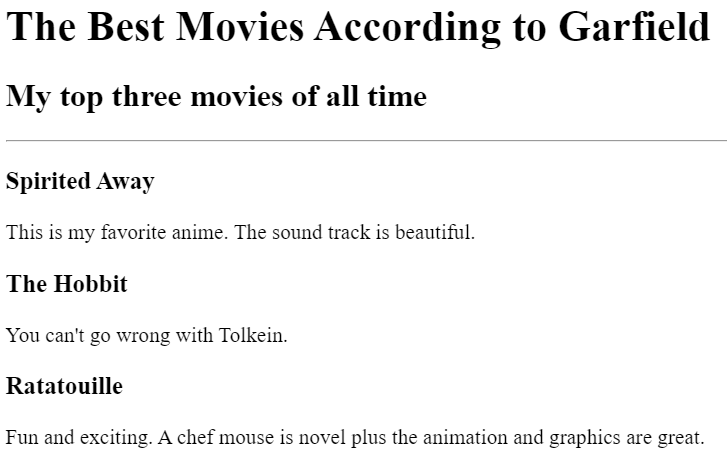 The Best Movies According to Garfield
My top three movies of all time
Spirited Away
This is my favorite anime. The sound track is beautiful.
The Hobbit
You can't go wrong with Tolkein.
Ratatouille
Fun and exciting. A chef mouse is novel plus the animation and graphics are great.